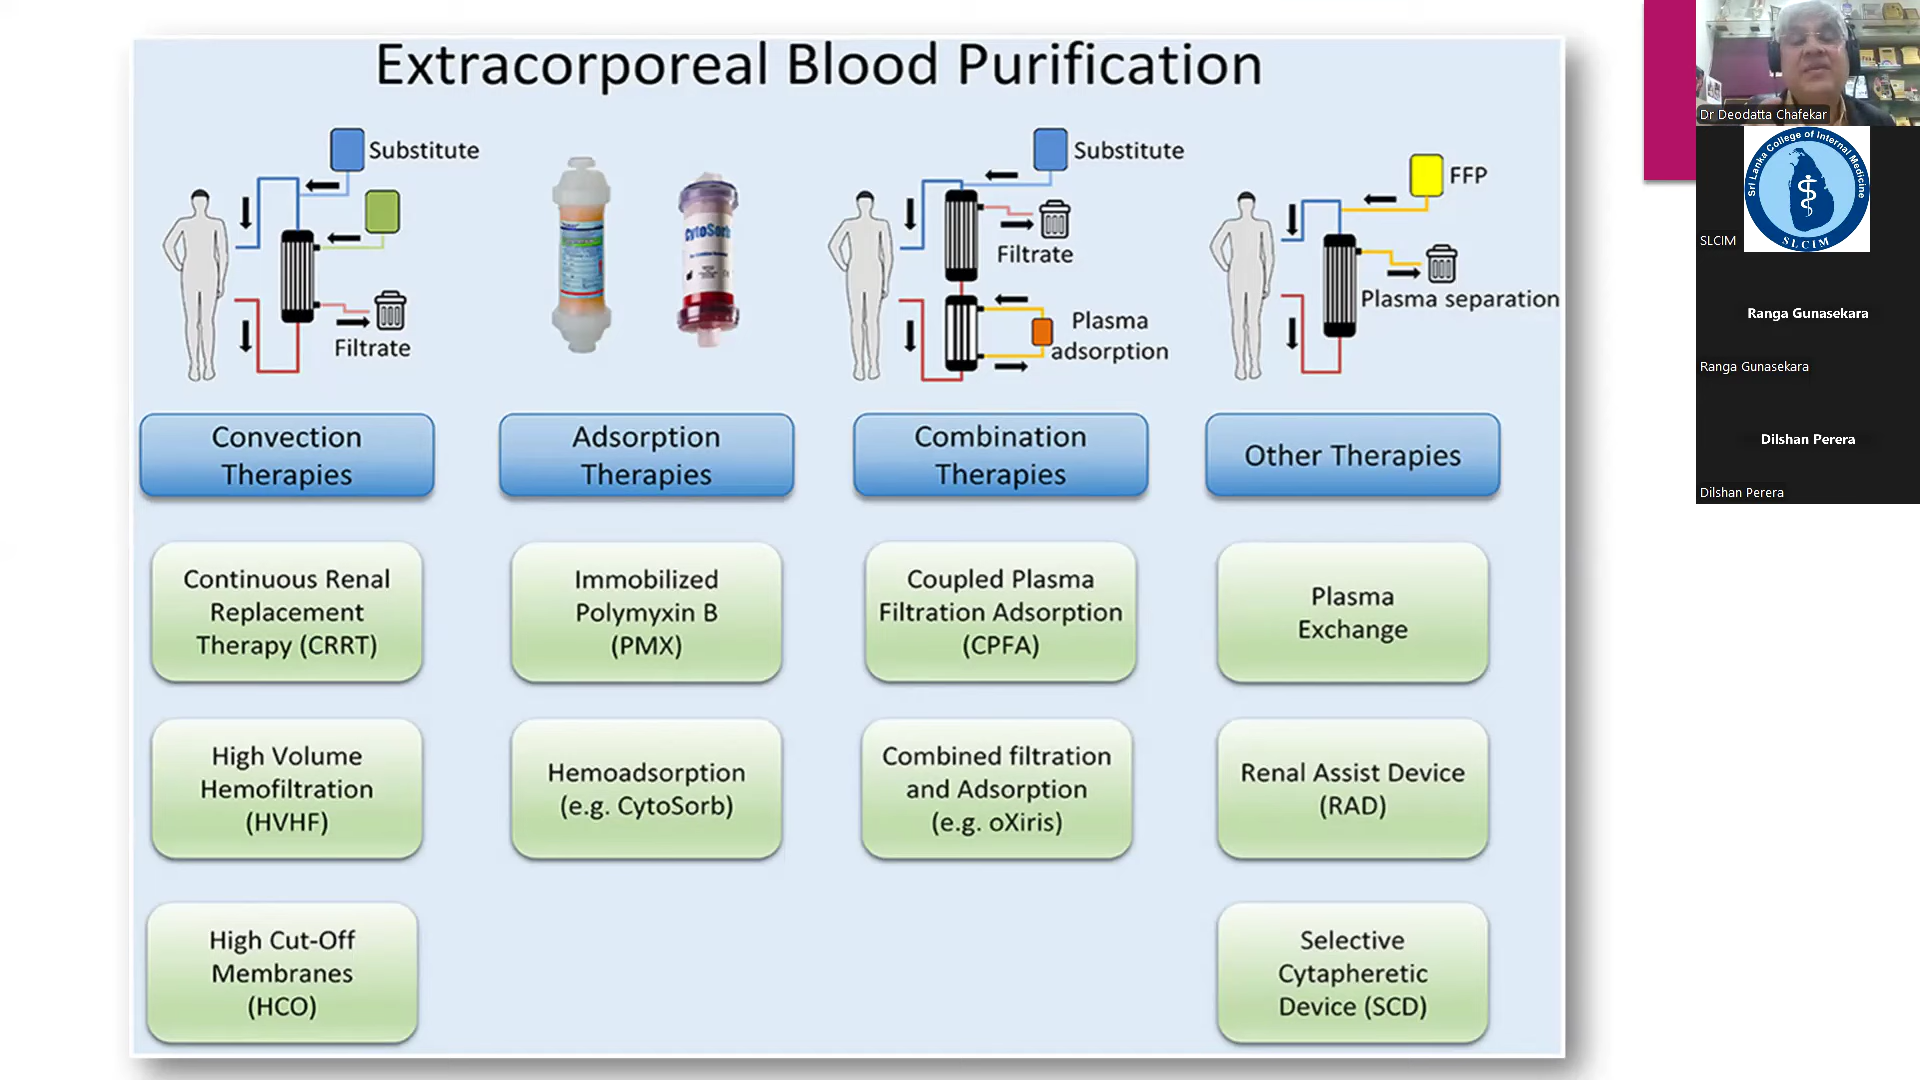 Extracorporeal Blood Purification
Substitute
Filtrate
CytoSorb
Substitute
Filtrate
Plasma
adsorption
FFP
Plasma separation
Convection
Therapies
Adsorption
Therapies
Combination
Therapies
Other Therapies
Continuous Renal
Replacement
Therapy (CRRT)
Immobilized
Polymyxin B
(PMX)
Coupled Plasma
Filtration Adsorption
(CPFA)
Plasma
Exchange
High Volume
Hemofiltration
(HVHF)
Hemoadsorption
(e.g. CytoSorb)
Combined filtration
and Adsorption
(e.g. oXiris)
Renal Assist Device
(RAD)
High Cut-Off
Membranes
(HCO)
Selective
Cytapheretic
Device (SCD)
Dr Deodatta Chafekar
Sri Lanka College of Internal Medicine
SLCIM
SLCIM
Ranga Gunasekara
Ranga Gunasekara
Dilshan Perera
Dilshan Perera